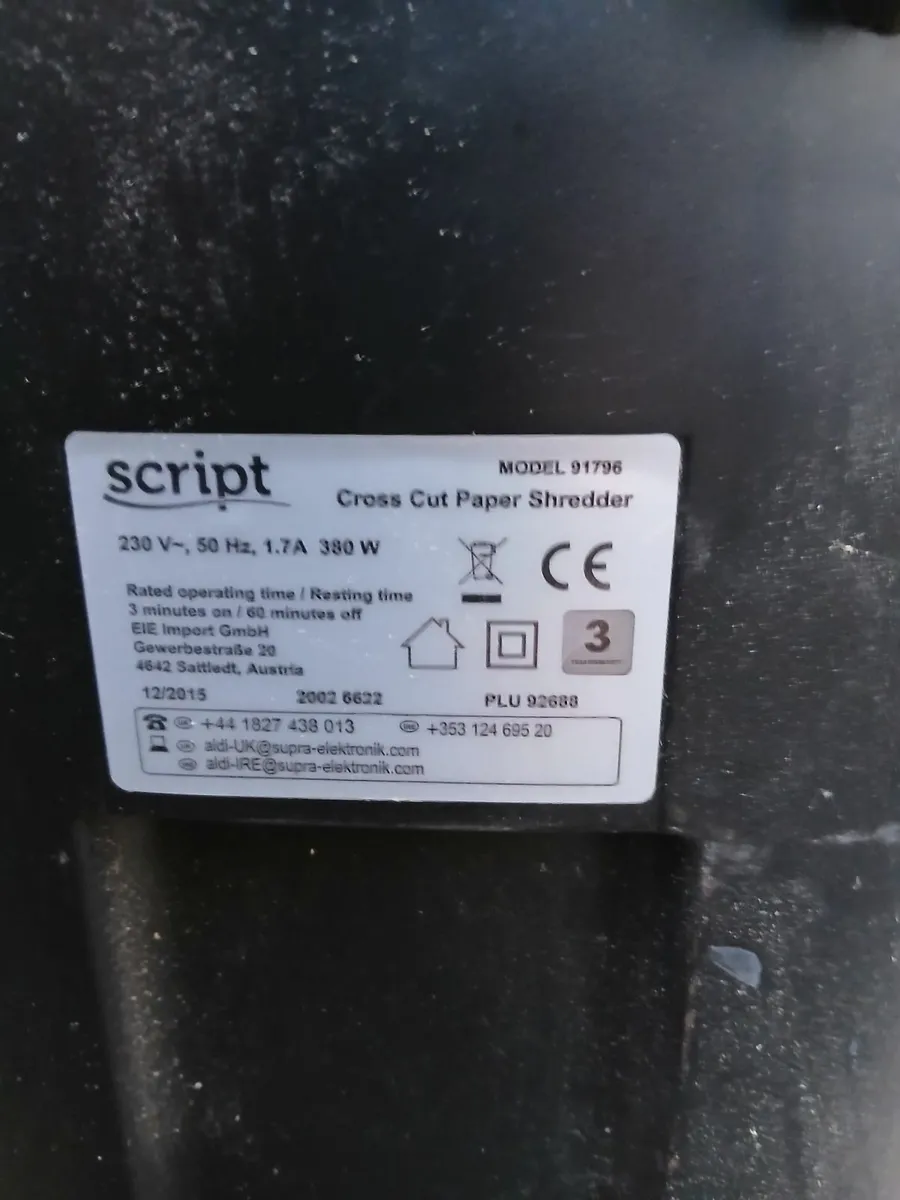 script
MODEL 91796
Cross Cut Paper Shredder
230 V~, 50 Hz, 1.7A 380 W
CE
Rated operating time / Resting time
3 minutes on / 60 minutes off
EIE Import GmbH
Gewerbestraße 20
4642 Sattledt, Austria
3
12/2015 2002 6622 PLU 92688
+44 1827 438 013 +353 124 695 20
aldi-UK@supra-elektronik.com
aldi-IRE@supra-elektronik.com